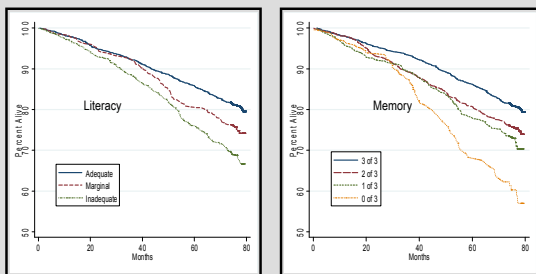 100
90
80
70
60
50
Percent Alive
Literacy
Adequate
Marginal
Inadequate
0
20
40
60
80
Months
100
90
80
70
60
50
Percent Alive
Memory
3 of 3
2 of 3
1 of 3
0 of 3
0
20
40
60
80
Months